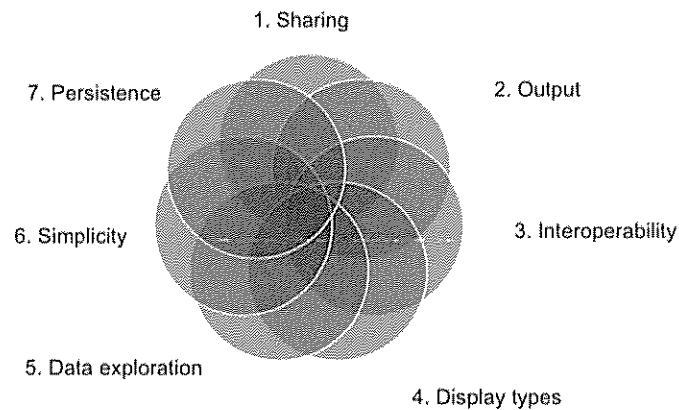 1. Sharing
2. Output
3. Interoperability
4. Display types
5. Data exploration
6. Simplicity
7. Persistence